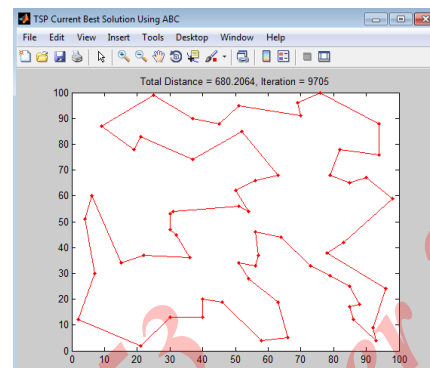 TSP Current Best Solution Using ABC
File Edit View Insert Tools Desktop Window Help
Total Distance = 680.2064, Iteration = 9705
100
90
80
70
60
50
40
30
20
10
0
0 10 20 30 40 50 60 70 80 90 100